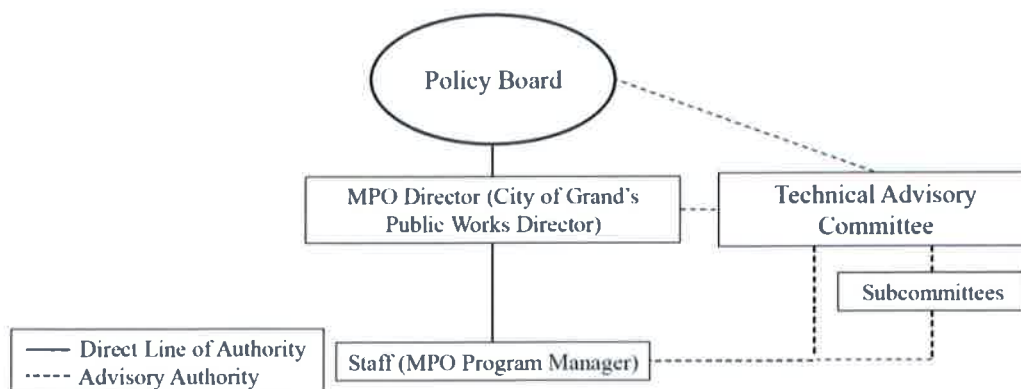 Policy Board
MPO Director (City of Grand's
Public Works Director)
Technical Advisory
Committee
Subcommittees
Direct Line of Authority
Staff (MPO Program Manager)
Advisory Authority